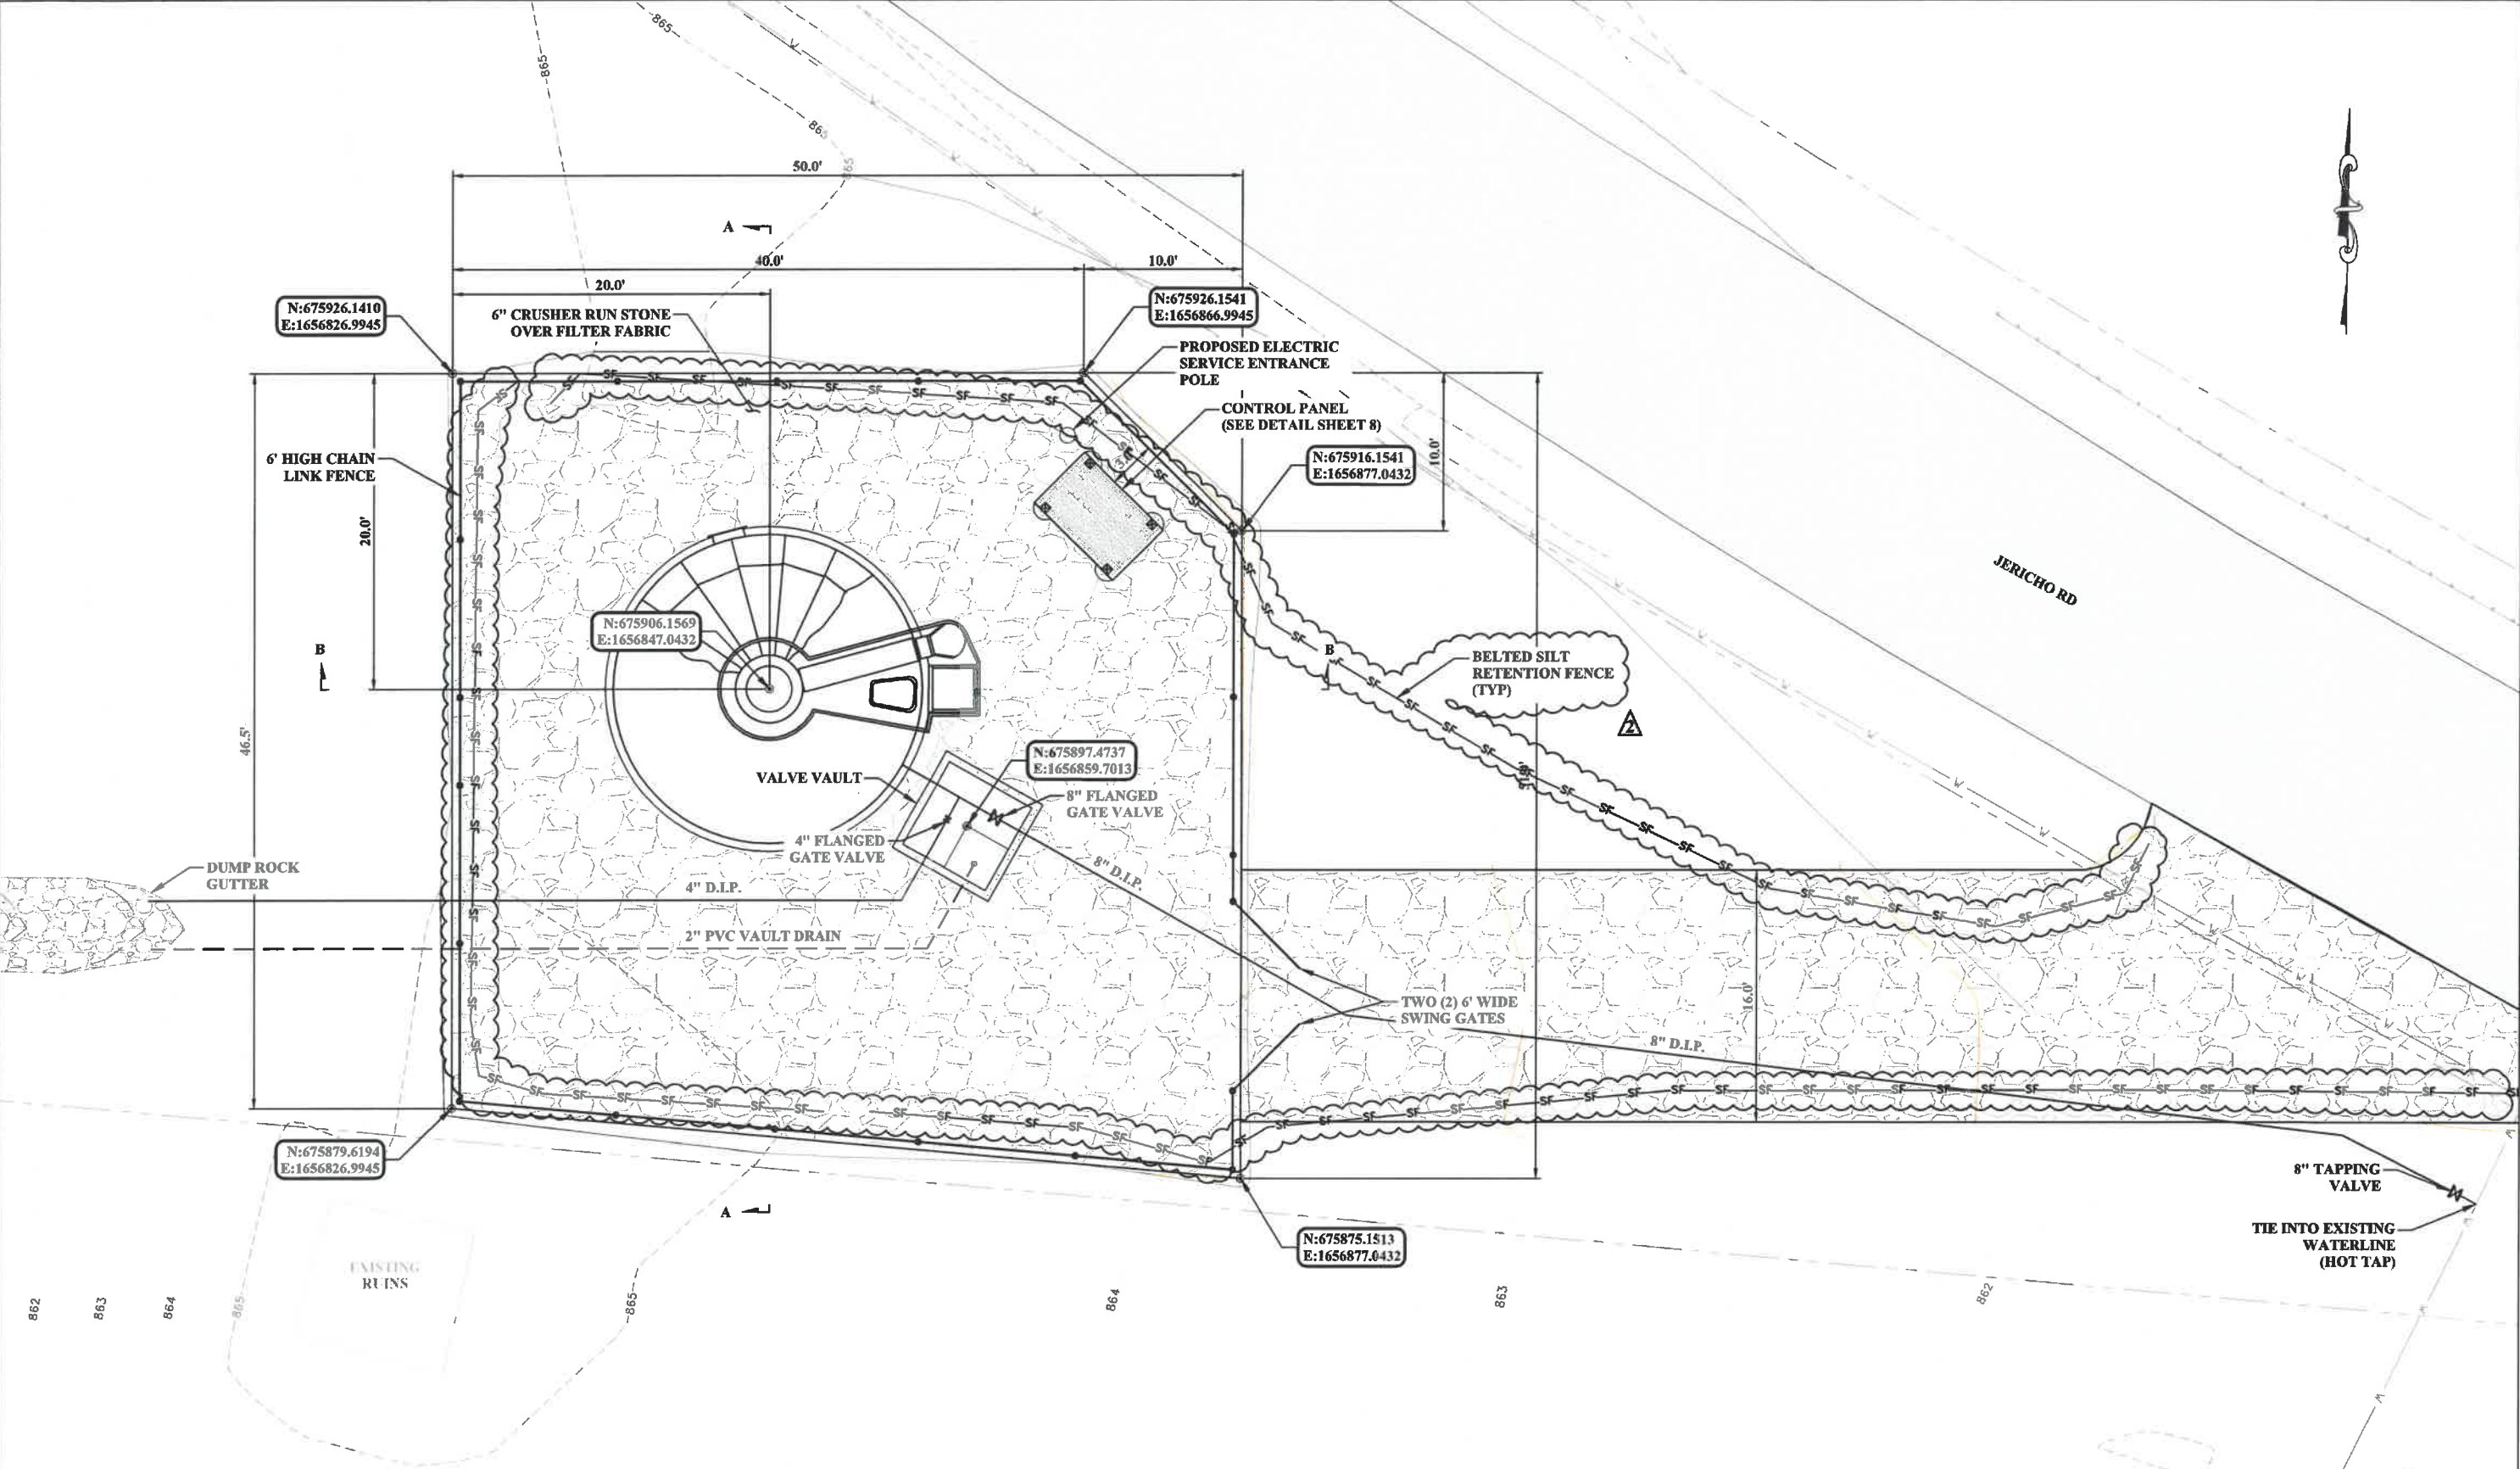 -865-
-865-
-865
865
50.0'
A
40.0'
10.0'
20.0'
N:675926.1410
E:1656826.9945
N:675926.1541
E:1656866.9945
6" CRUSHER RUN STONE
OVER FILTER FABRIC
PROPOSED ELECTRIC
SERVICE ENTRANCE
POLE
CONTROL PANEL
(SEE DETAIL SHEET 8)
N:675916.1541
E:1656877.0432
10.0'
6' HIGH CHAIN
LINK FENCE
20.0'
JERICHO RD
N:675906.1569
E:1656847.0432
B
B
BELTED SILT
RETENTION FENCE
(TYP)
2
46.5'
N:675897.4737
E:1656859.7013
VALVE VAULT
8" FLANGED
GATE VALVE
4" FLANGED
GATE VALVE
DUMP ROCK
GUTTER
4" D.I.P.
8" D.I.P.
2" PVC VAULT DRAIN
TWO (2) 6' WIDE
SWING GATES
16.0'
8" D.I.P.
SF
W
N:675879.6194
E:1656826.9945
8" TAPPING
VALVE
A
TIE INTO EXISTING
WATERLINE
(HOT TAP)
N:675875.1513
E:1656877.0432
EXISTING
RUINS
862
863
864
865
-865-
864
863
862